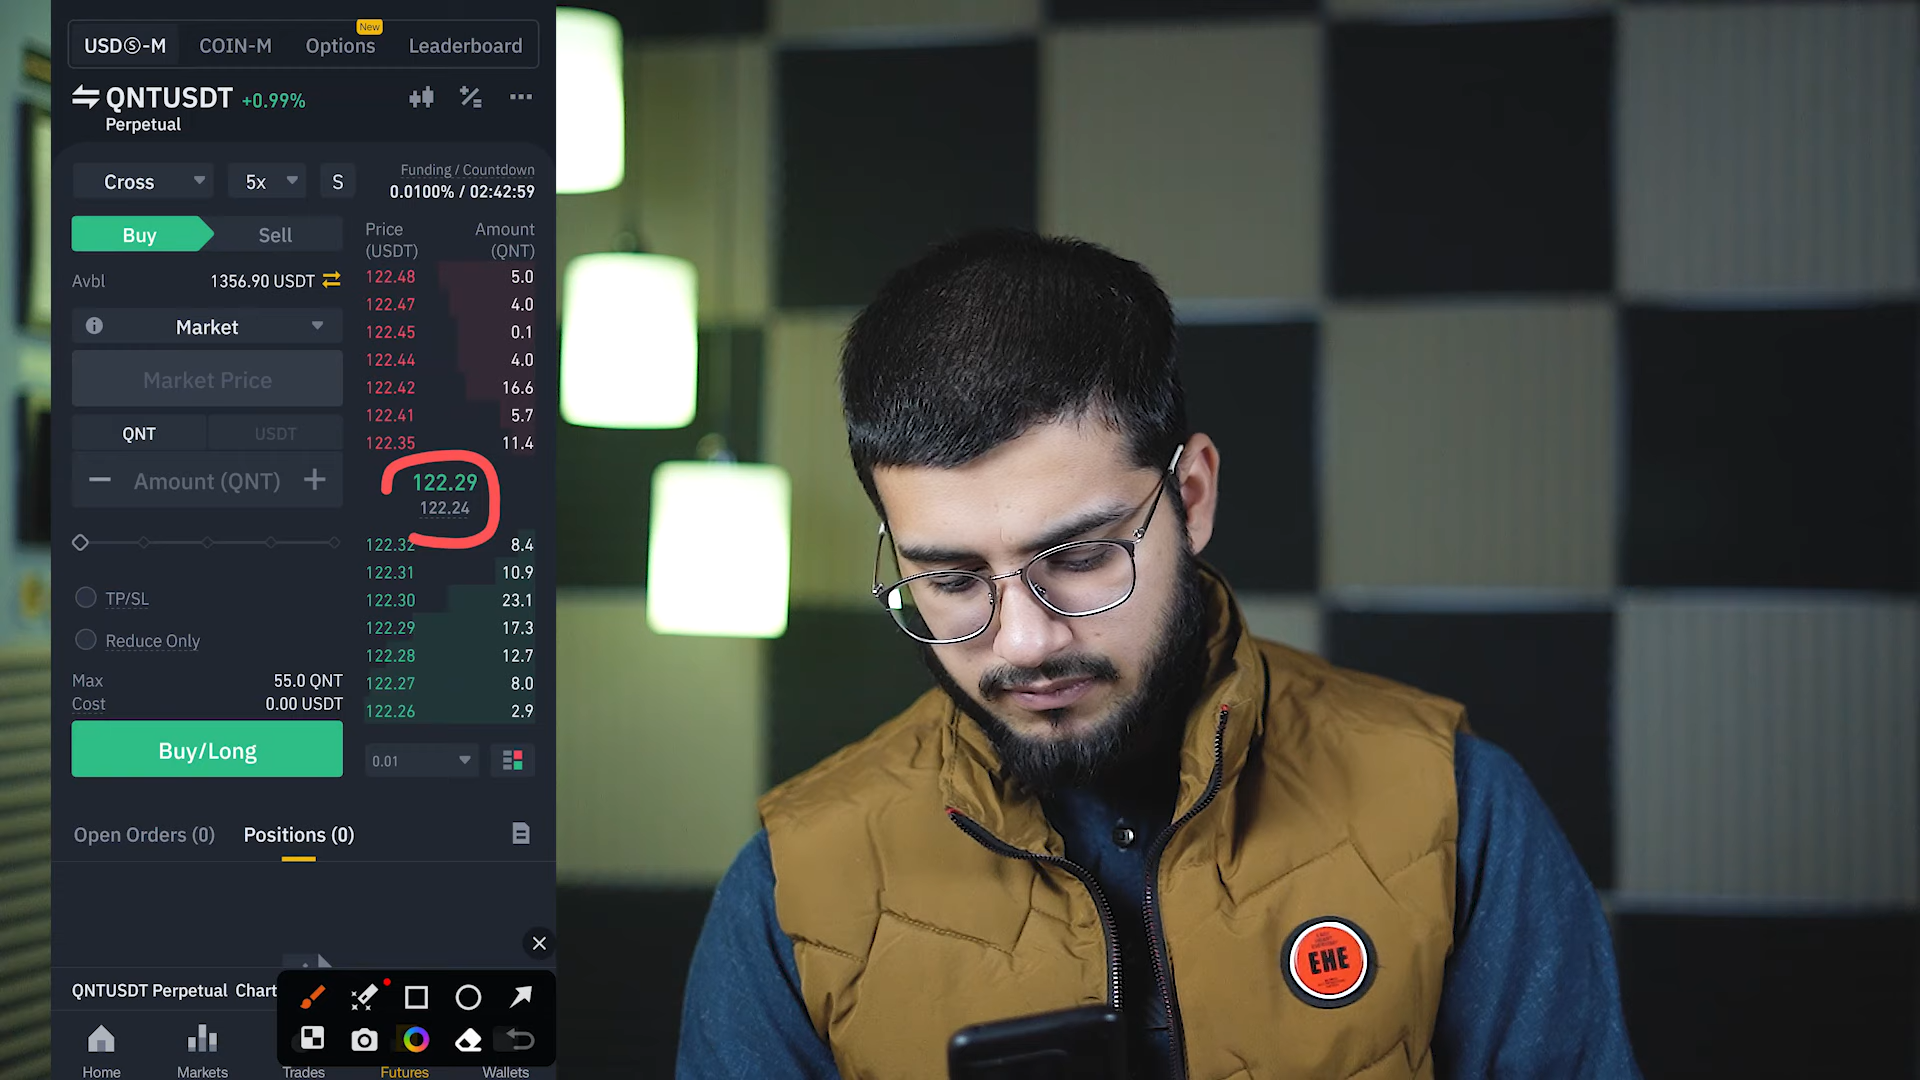 New
USDⓈ-M COIN-M Options Leaderboard
QNTUSDT +0.99%
Perpetual
Cross 5x S
Funding / Countdown
0.0100% / 02:42:59
Buy Sell
Price Amount
(USDT) (QNT)
Avbl 1356.90 USDT
122.48 5.0
122.47 4.0
Market
122.45 0.1
122.44 4.0
Market Price
122.42 16.6
122.41 5.7
QNT USDT
122.35 11.4
Amount (QNT)
122.29
122.24
122.32 8.4
122.31 10.9
TP/SL
122.30 23.1
122.29 17.3
Reduce Only
122.28 12.7
Max 55.0 QNT
122.27 8.0
Cost 0.00 USDT
122.26 2.9
Buy/Long
0.01
Open Orders (0) Positions (0)
QNTUSDT Perpetual Chart
Home Markets Trades Futures Wallets
EHE